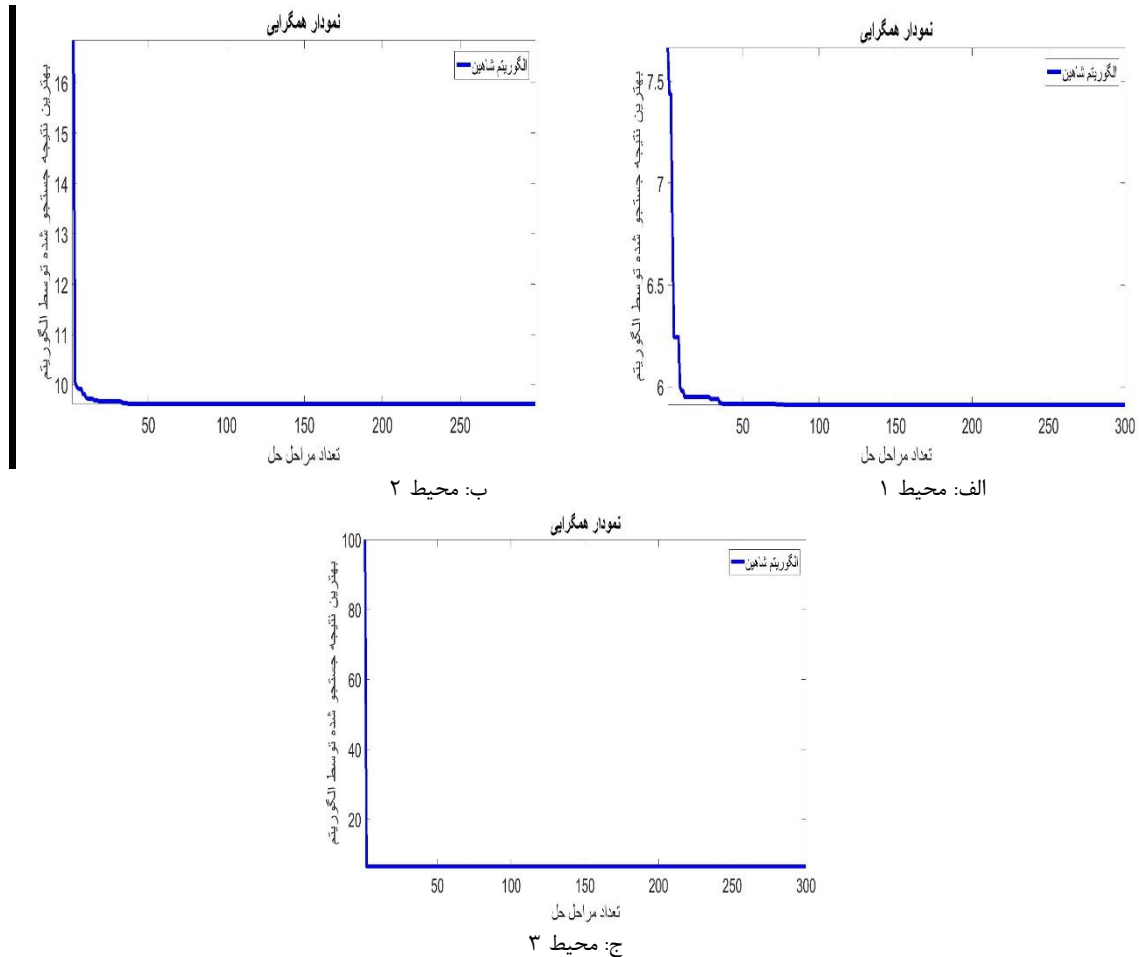 نمودار همگرایی
بهترین نتیجه جستجو شده توسط الگوریتم
7.5
7
6.5
6
الگوریتم شاهین
50 100 150 200 250 300
تعداد مراحل حل
الف: محیط ۱
نمودار همگرایی
بهترین نتیجه جستجو شده توسط الگوریتم
16
15
14
13
12
11
10
الگوریتم شاهین
50 100 150 200 250
تعداد مراحل حل
ب: محیط ۲
نمودار همگرایی
بهترین نتیجه جستجو شده توسط الگوریتم
100
80
60
40
20
الگوریتم شاهین
50 100 150 200 250 300
تعداد مراحل حل
ج: محیط ۳